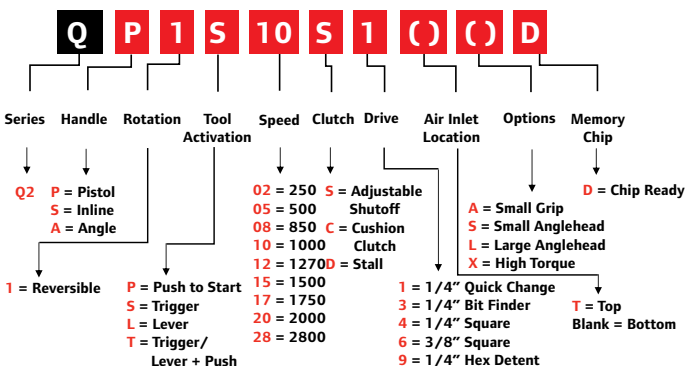 Q P 1 S 10 S 1 ( ) ( ) D
Series Handle Rotation Tool Activation Speed Clutch Drive Air Inlet Location Options Memory Chip
Q2
P = Pistol
S = Inline
A = Angle
1 = Reversible
P = Push to Start
S = Trigger
L = Lever
T = Trigger/
Lever + Push
02 = 250
05 = 500
08 = 850
10 = 1000
12 = 1270
15 = 1500
17 = 1750
20 = 2000
28 = 2800
S = Adjustable
Shutoff
C = Cushion
Clutch
D = Stall
1 = 1/4″ Quick Change
3 = 1/4″ Bit Finder
4 = 1/4″ Square
6 = 3/8″ Square
9 = 1/4″ Hex Detent
T = Top
Blank = Bottom
A = Small Grip
S = Small Anglehead
L = Large Anglehead
X = High Torque
D = Chip Ready